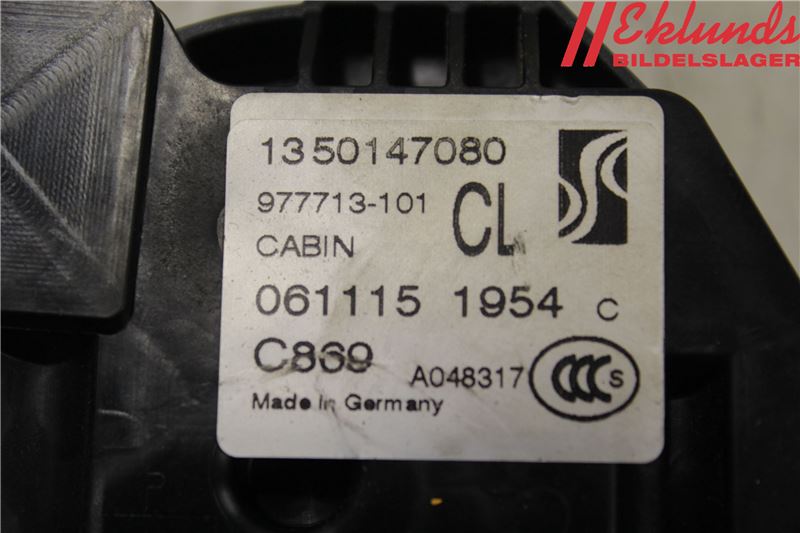 Eklunds
BILDELSLAGER
1350147080
977713-101
CL
CABIN
061115 1954 C
C869 A048317 CCC S
Made in Germany